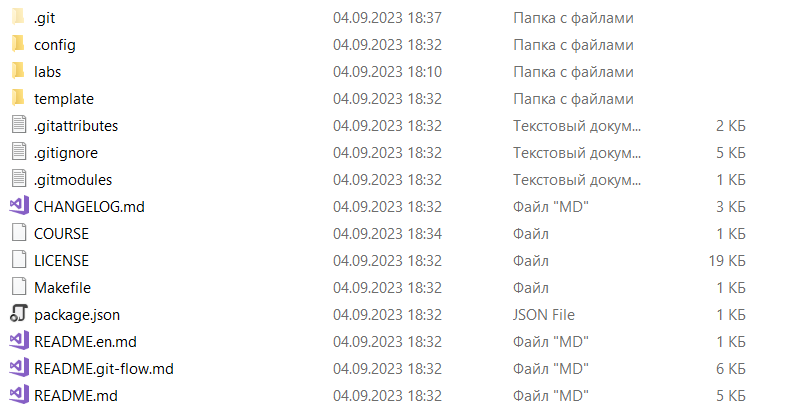 .git 04.09.2023 18:37 Папка с файлами
config 04.09.2023 18:32 Папка с файлами
labs 04.09.2023 18:10 Папка с файлами
template 04.09.2023 18:32 Папка с файлами
.gitattributes 04.09.2023 18:32 Текстовый докум... 2 КБ
.gitignore 04.09.2023 18:32 Текстовый докум... 5 КБ
.gitmodules 04.09.2023 18:32 Текстовый докум... 1 КБ
CHANGELOG.md 04.09.2023 18:32 Файл "MD" 3 КБ
COURSE 04.09.2023 18:34 Файл 1 КБ
LICENSE 04.09.2023 18:32 Файл 19 КБ
Makefile 04.09.2023 18:32 Файл 1 КБ
package.json 04.09.2023 18:32 JSON File 1 КБ
README.en.md 04.09.2023 18:32 Файл "MD" 1 КБ
README.git-flow.md 04.09.2023 18:32 Файл "MD" 6 КБ
README.md 04.09.2023 18:32 Файл "MD" 5 КБ